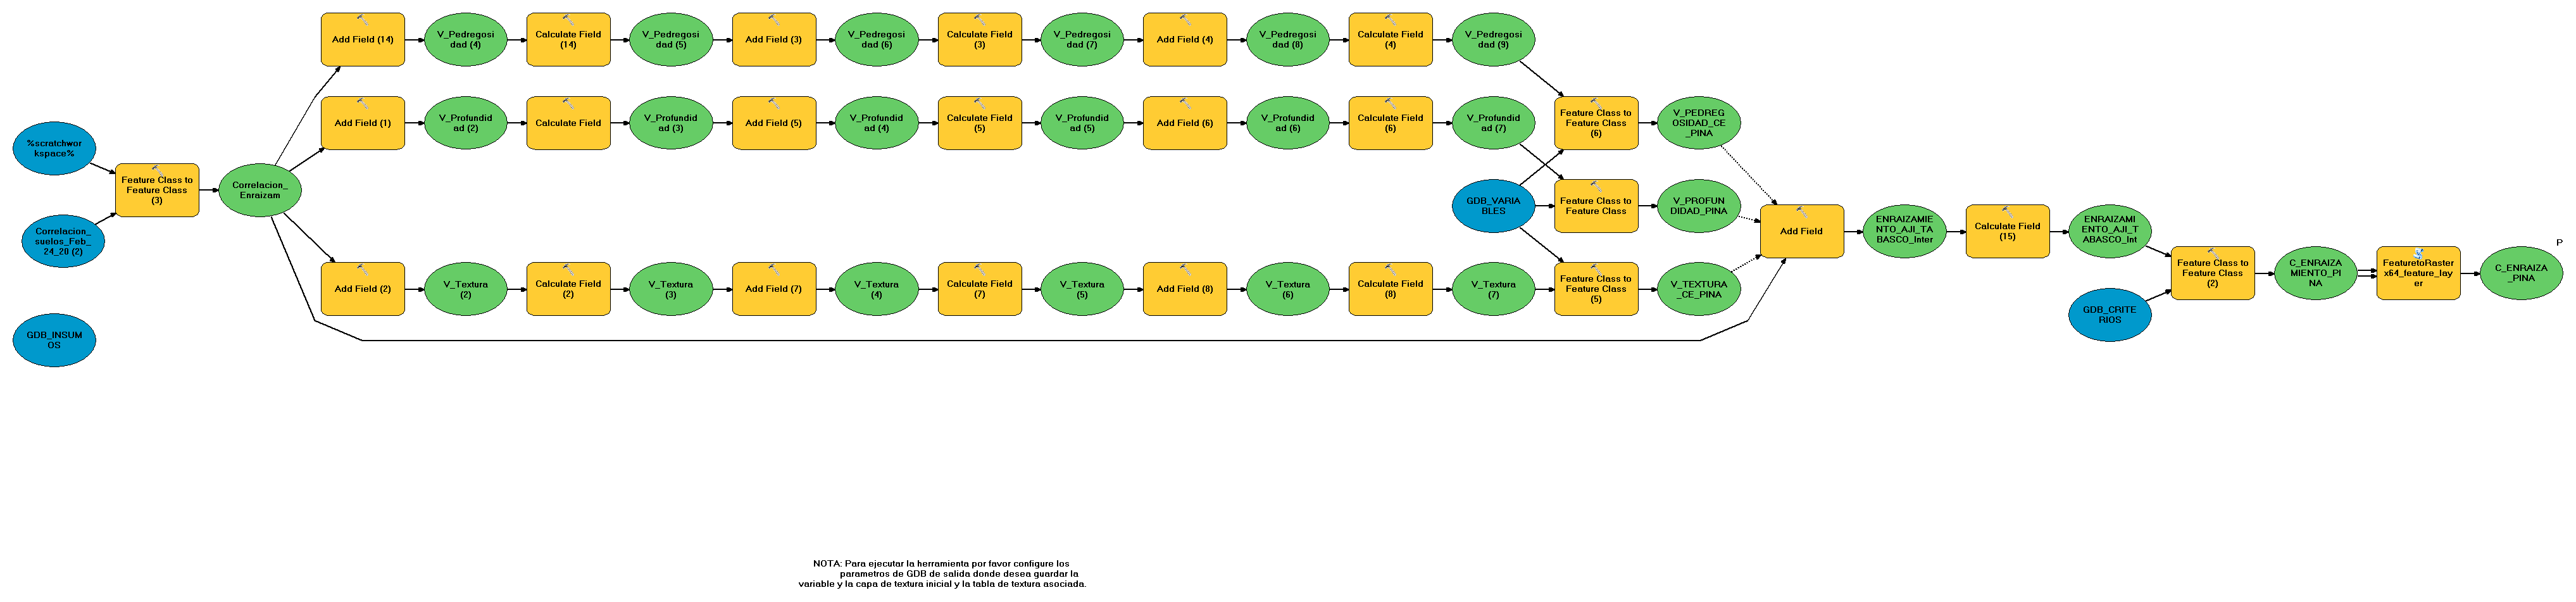 Add Field (14)
V_Pedregosi
dad (4)
Calculate Field
(14)
V_Pedregosi
dad (5)
Add Field (3)
V_Pedregosi
dad (6)
Calculate Field
(3)
V_Pedregosi
dad (7)
Add Field (4)
V_Pedregosi
dad (8)
Calculate Field
(4)
V_Pedregosi
dad (9)
Add Field (1)
V_Profundid
ad (2)
Calculate Field
V_Profundid
ad (3)
Add Field (5)
V_Profundid
ad (4)
Calculate Field
(5)
V_Profundid
ad (5)
Add Field (6)
V_Profundid
ad (6)
Calculate Field
(6)
V_Profundid
ad (7)
Feature Class to
Feature Class
(6)
V_PEDREG
OSIDAD_CE
_PINA
%scratchwor
kspace%
Feature Class to
Feature Class
(3)
Correlacion_
Enraizam
Correlacion_
suelos_Feb_
24_20 (2)
GDB_VARIA
BLES
Feature Class to
Feature Class
V_PROFUN
DIDAD_PINA
Add Field
ENRAIZAMIE
NTO_AJI_TA
BASCO_Inter
Calculate Field
(15)
ENRAIZAMI
ENTO_AJI_T
ABASCO_Int
P
Add Field (2)
V_Textura
(2)
Calculate Field
(2)
V_Textura
(3)
Add Field (7)
V_Textura
(4)
Calculate Field
(7)
V_Textura
(5)
Add Field (8)
V_Textura
(6)
Calculate Field
(8)
V_Textura
(7)
Feature Class to
Feature Class
(5)
V_TEXTURA
_CE_PINA
Feature Class to
Feature Class
(2)
C_ENRAIZA
MIENTO_PI
NA
FeaturetoRaster
x64_feature_lay
er
C_ENRAIZA
_PINA
GDB_CRITE
RIOS
GDB_INSUM
OS
NOTA: Para ejecutar la herramienta por favor configure los
parametros de GDB de salida donde desea guardar la
variable y la capa de textura inicial y la tabla de textura asociada.